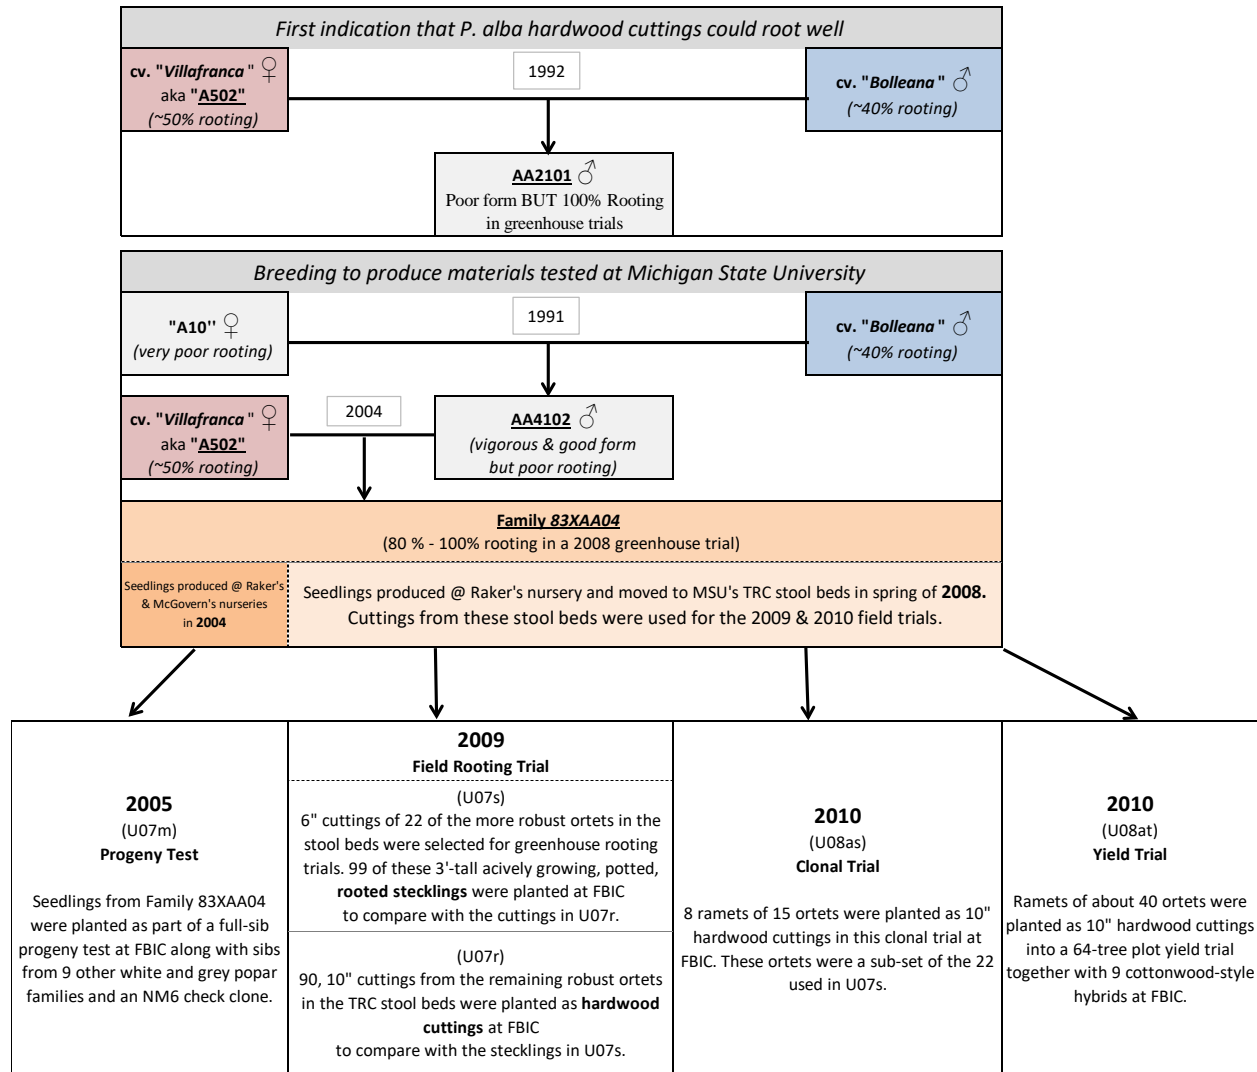 First indication that P. alba hardwood cuttings could root well
cv. "Villafranca" ♀
aka "A502"
(~50% rooting)
1992
cv. "Bolleana" ♂
(~40% rooting)
AA2101 ♂
Poor form BUT 100% Rooting
in greenhouse trials
Breeding to produce materials tested at Michigan State University
"A10'' ♀
(very poor rooting)
1991
cv. "Bolleana" ♂
(~40% rooting)
cv. "Villafranca" ♀
aka "A502"
(~50% rooting)
2004
AA4102 ♂
(vigorous & good form
but poor rooting)
Family 83XAA04
(80 % - 100% rooting in a 2008 greenhouse trial)
Seedlings produced @ Raker's
& McGovern's nurseries
in 2004
Seedlings produced @ Raker's nursery and moved to MSU's TRC stool beds in spring of 2008.
Cuttings from these stool beds were used for the 2009 & 2010 field trials.
2005
(U07m)
Progeny Test
Seedlings from Family 83XAA04
were planted as part of a full-sib
progeny test at FBIC along with sibs
from 9 other white and grey popar
families and an NM6 check clone.
2009
Field Rooting Trial
(U07s)
6" cuttings of 22 of the more robust ortets in the
stool beds were selected for greenhouse rooting
trials. 99 of these 3'-tall acively growing, potted,
rooted stecklings were planted at FBIC
to compare with the cuttings in U07r.
(U07r)
90, 10" cuttings from the remaining robust ortets
in the TRC stool beds were planted as hardwood
cuttings at FBIC
to compare with the stecklings in U07s.
2010
(U08as)
Clonal Trial
8 ramets of 15 ortets were planted as 10"
hardwood cuttings in this clonal trial at
FBIC. These ortets were a sub-set of the 22
used in U07s.
2010
(U08at)
Yield Trial
Ramets of about 40 ortets were
planted as 10" hardwood cuttings
into a 64-tree plot yield trial
together with 9 cottonwood-style
hybrids at FBIC.